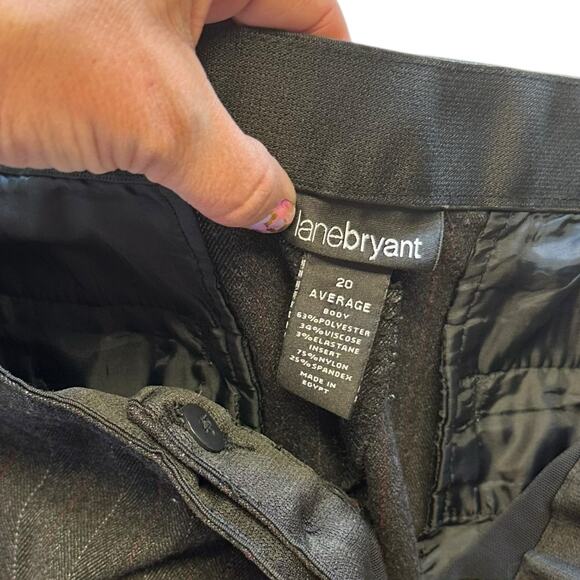 lanebryant
20
AVERAGE
BODY
63%POLYESTER
34%VISCOSE
3%ELASTANE
INSERT
75%NYLON
25%SPANDEX
MADE IN
EGYPT